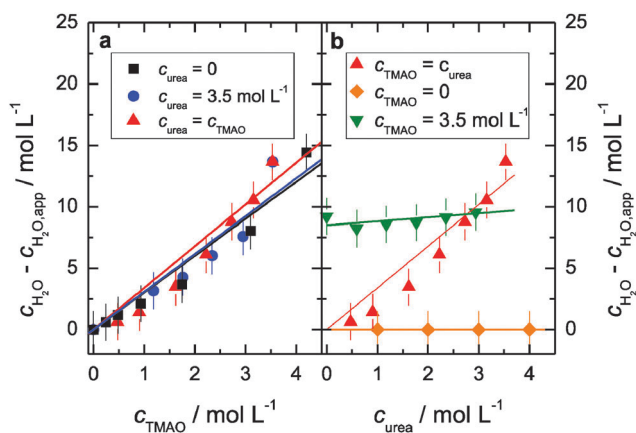 a
c_urea = 0
c_urea = 3.5 mol L⁻¹
c_urea = c_TMAO
b
c_TMAO = c_urea
c_TMAO = 0
c_TMAO = 3.5 mol L⁻¹
25
20
15
10
5
0
25
20
15
10
5
0
0 1 2 3 4
0 1 2 3 4
c_H₂O - c_H₂O,app / mol L⁻¹
c_H₂O - c_H₂O,app / mol L⁻¹
c_TMAO / mol L⁻¹
c_urea / mol L⁻¹